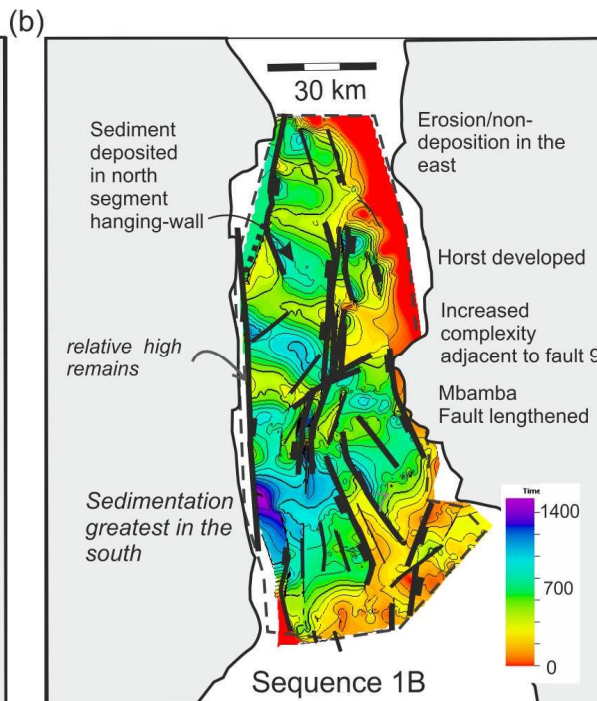 (b)
30 km
Sediment
deposited
in north
segment
hanging-wall
Erosion/non-
deposition in the
east
Horst developed
Increased
complexity
adjacent to fault 9
relative high
remains
Mbamba
Fault lengthened
Sedimentation
greatest in the
south
Time
1400
700
0
Sequence 1B